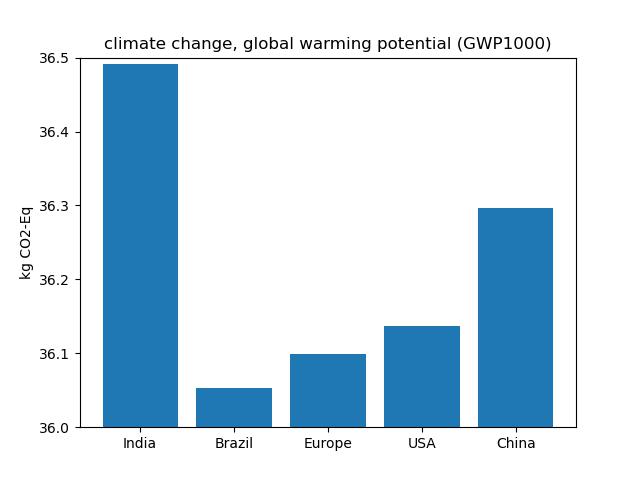 climate change, global warming potential (GWP1000)
36.5
36.4
36.3
36.2
36.1
36.0
kg CO2-Eq
India Brazil Europe USA China